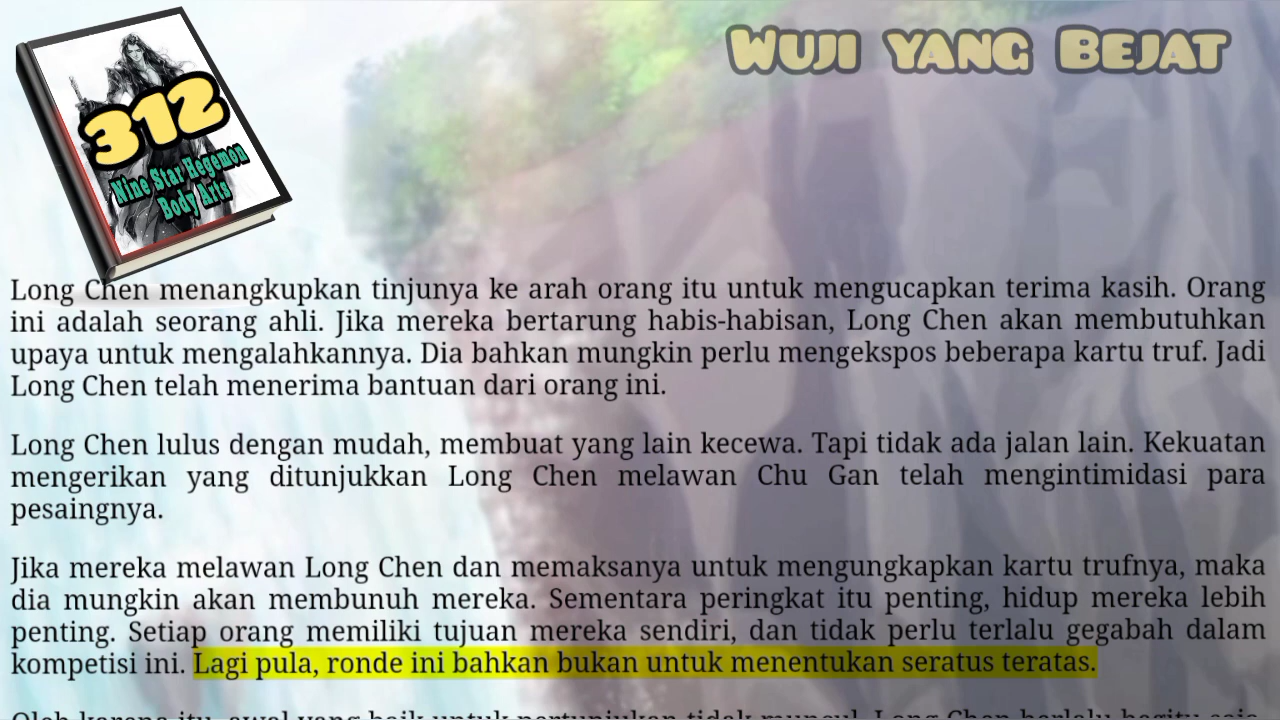 Wuji yang Bejat
312
Nine Star Hegemon
Body Arts
Long Chen menangkupkan tinjunya ke arah orang itu untuk mengucapkan terima kasih. Orang
ini adalah seorang ahli. Jika mereka bertarung habis-habisan, Long Chen akan membutuhkan
upaya untuk mengalahkannya. Dia bahkan mungkin perlu mengekspos beberapa kartu truf. Jadi
Long Chen telah menerima bantuan dari orang ini.
Long Chen lulus dengan mudah, membuat yang lain kecewa. Tapi tidak ada jalan lain. Kekuatan
mengerikan yang ditunjukkan Long Chen melawan Chu Gan telah mengintimidasi para
pesaingnya.
Jika mereka melawan Long Chen dan memaksanya untuk mengungkapkan kartu trufnya, maka
dia mungkin akan membunuh mereka. Sementara peringkat itu penting, hidup mereka lebih
penting. Setiap orang memiliki tujuan mereka sendiri, dan tidak perlu terlalu gegabah dalam
kompetisi ini. Lagi pula, ronde ini bahkan bukan untuk menentukan seratus teratas.